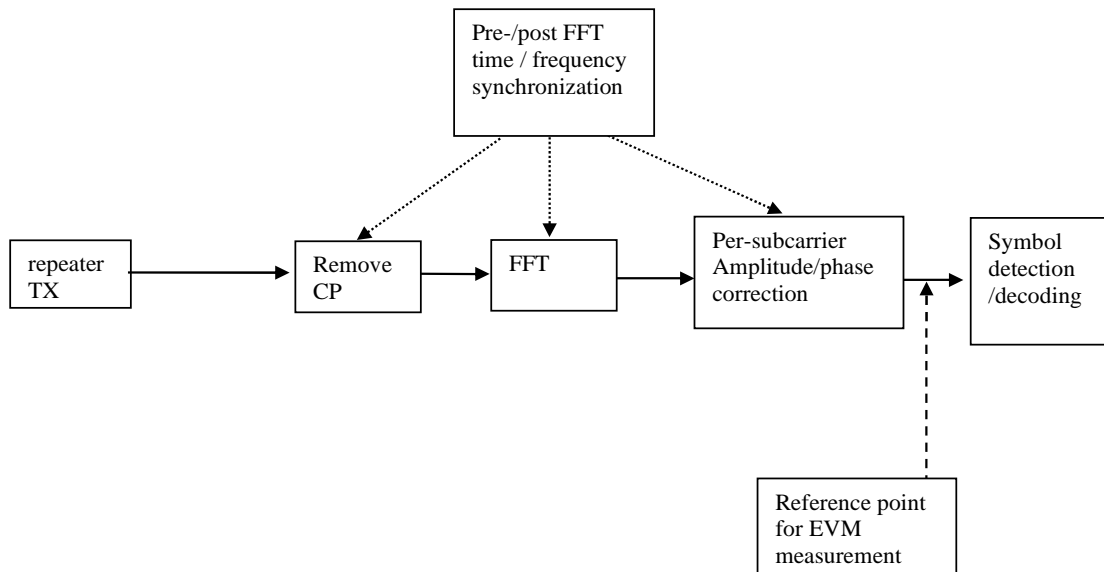 Pre-/post FFT
time / frequency
synchronization
repeater
TX
Remove
CP
FFT
Per-subcarrier
Amplitude/phase
correction
Symbol
detection
/decoding
Reference point
for EVM
measurement